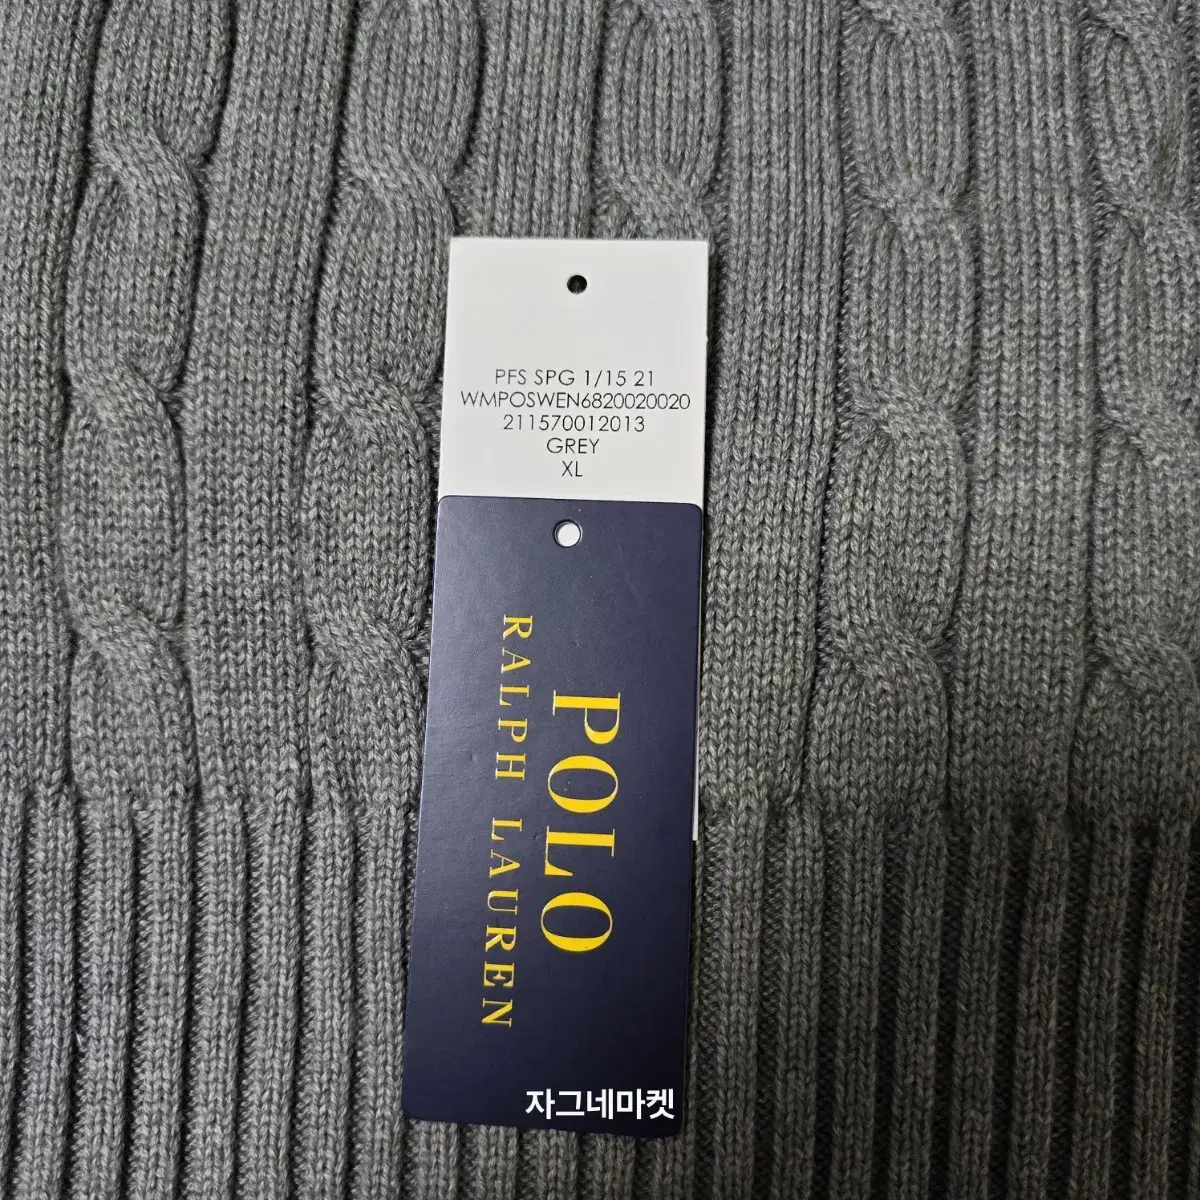 PFS SPG 1/15 21
WMPOSWEN6820020020
211570012013
GREY
XL
POLO
RALPH LAUREN
자그네마켓